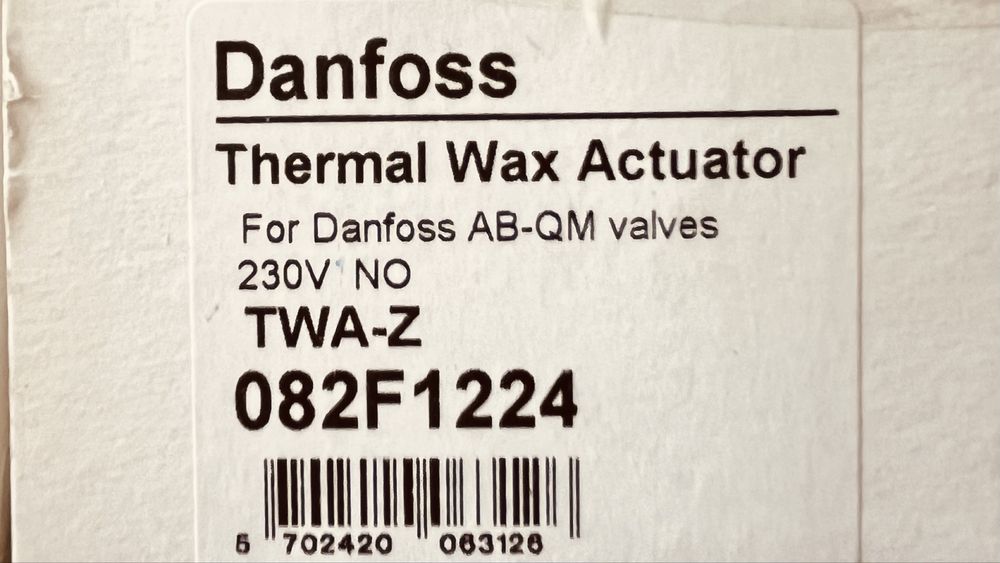 Danfoss
Thermal Wax Actuator
For Danfoss AB-QM valves
230V NO
TWA-Z
082F1224
5 702420 063126